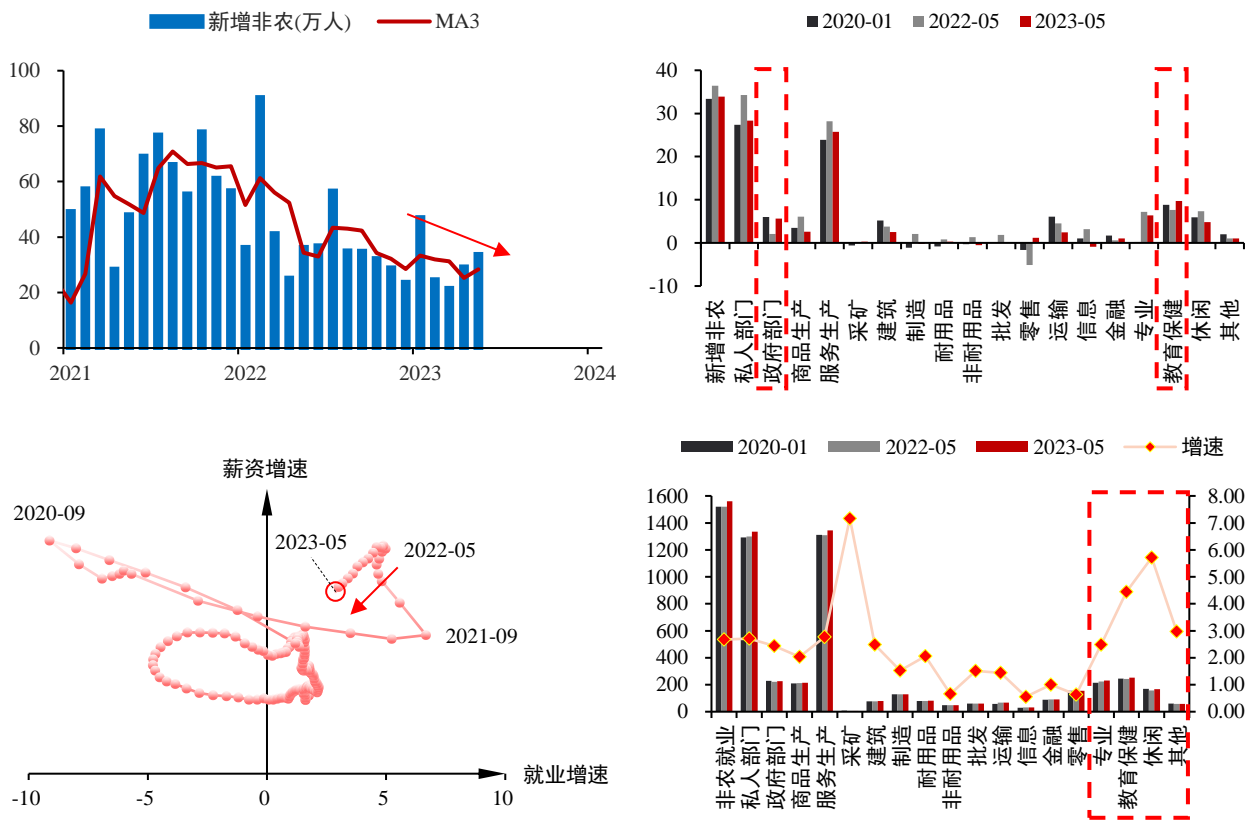 新增非农(万人) MA3
100
80
60
40
20
0
2021 2022 2023 2024
2020-01 2022-05 2023-05
40
30
20
10
0
-10
新增非农
私人部门
政府部门
商品生产
服务生产
采矿
建筑
制造
耐用品
非耐用品
批发
零售
运输
信息
金融
专业
教育保健
休闲
其他
薪资增速
2020-09
2023-05
2022-05
2021-09
就业增速
-10 -5 0 5 10
2020-01 2022-05 2023-05 增速
1600
1400
1200
1000
800
600
400
200
0
8.00
7.00
6.00
5.00
4.00
3.00
2.00
1.00
0.00
非农就业
私人部门
政府部门
商品生产
服务生产
采矿
建筑
制造
耐用品
非耐用品
批发
运输
信息
金融
零售
专业
教育保健
休闲
其他